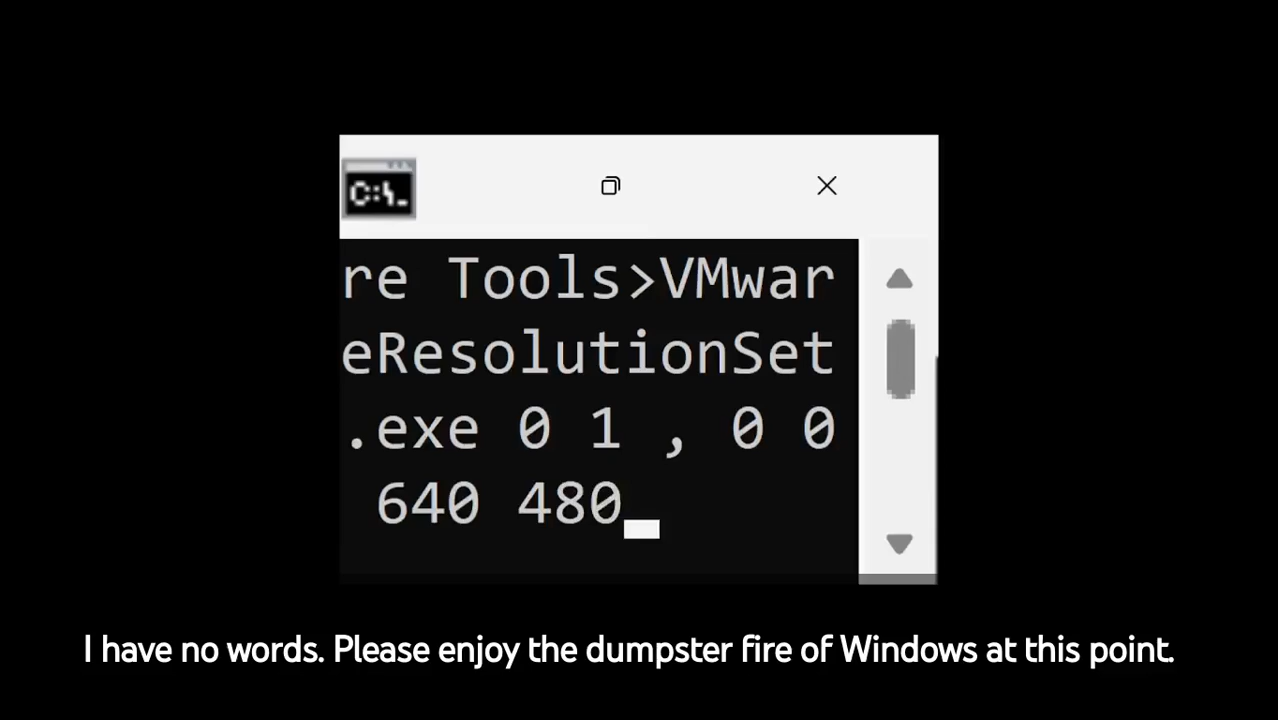 C:\_
re Tools>VMwar
eResolutionSet
.exe 0 1 , 0 0
640 480_
I have no words. Please enjoy the dumpster fire of Windows at this point.